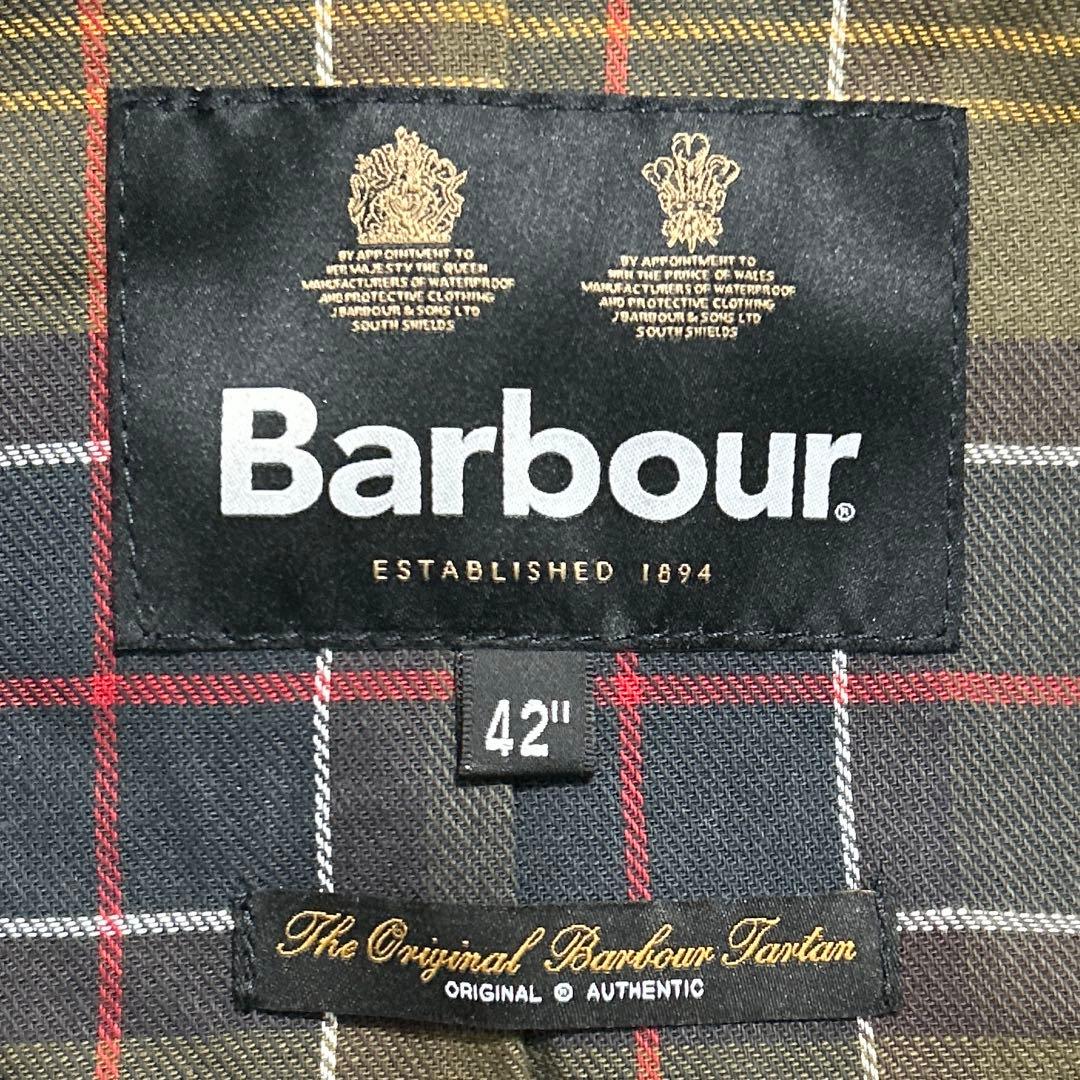 BY APPOINTMENT TO
HER MAJESTY THE QUEEN
MANUFACTURERS OF WATERPROOF
AND PROTECTIVE CLOTHING
J BARBOUR & SONS LTD
SOUTH SHIELDS
BY APPOINTMENT TO
HRH THE PRINCE OF WALES
MANUFACTURERS OF WATERPROOF
AND PROTECTIVE CLOTHING
J BARBOUR & SONS LTD
SOUTH SHIELDS
Barbour®
ESTABLISHED 1894
42"
The Original Barbour Tartan
ORIGINAL ® AUTHENTIC